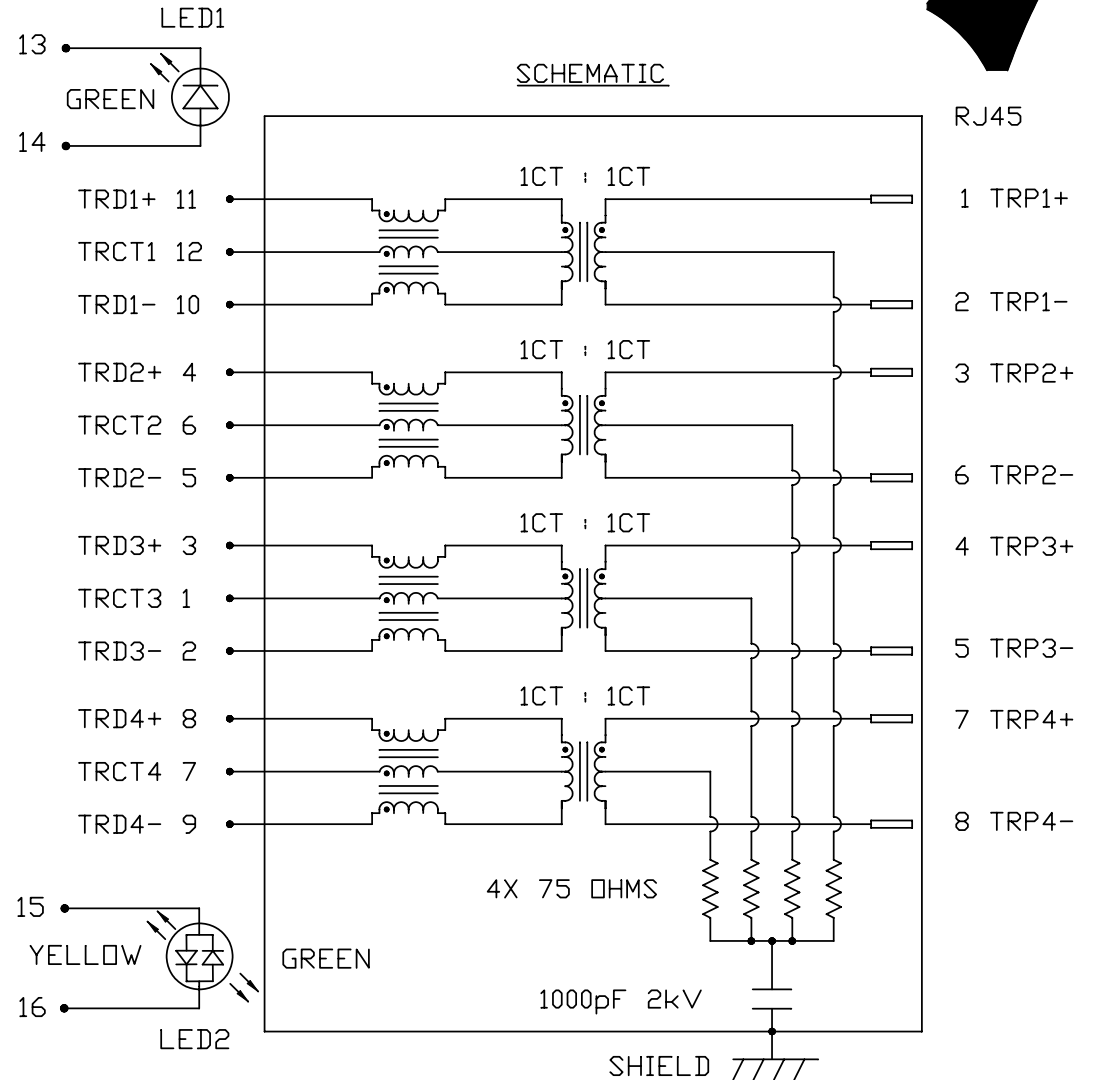 LED1
13
GREEN
14
SCHEMATIC
RJ45
1CT : 1CT
TRD1+ 11
1 TRP1+
TRCT1 12
TRD1- 10
2 TRP1-
1CT : 1CT
TRD2+ 4
3 TRP2+
TRCT2 6
TRD2- 5
6 TRP2-
1CT : 1CT
TRD3+ 3
4 TRP3+
TRCT3 1
TRD3- 2
5 TRP3-
1CT : 1CT
TRD4+ 8
7 TRP4+
TRCT4 7
TRD4- 9
8 TRP4-
4X 75 OHMS
15
YELLOW
GREEN
16
LED2
1000pF 2kV
SHIELD